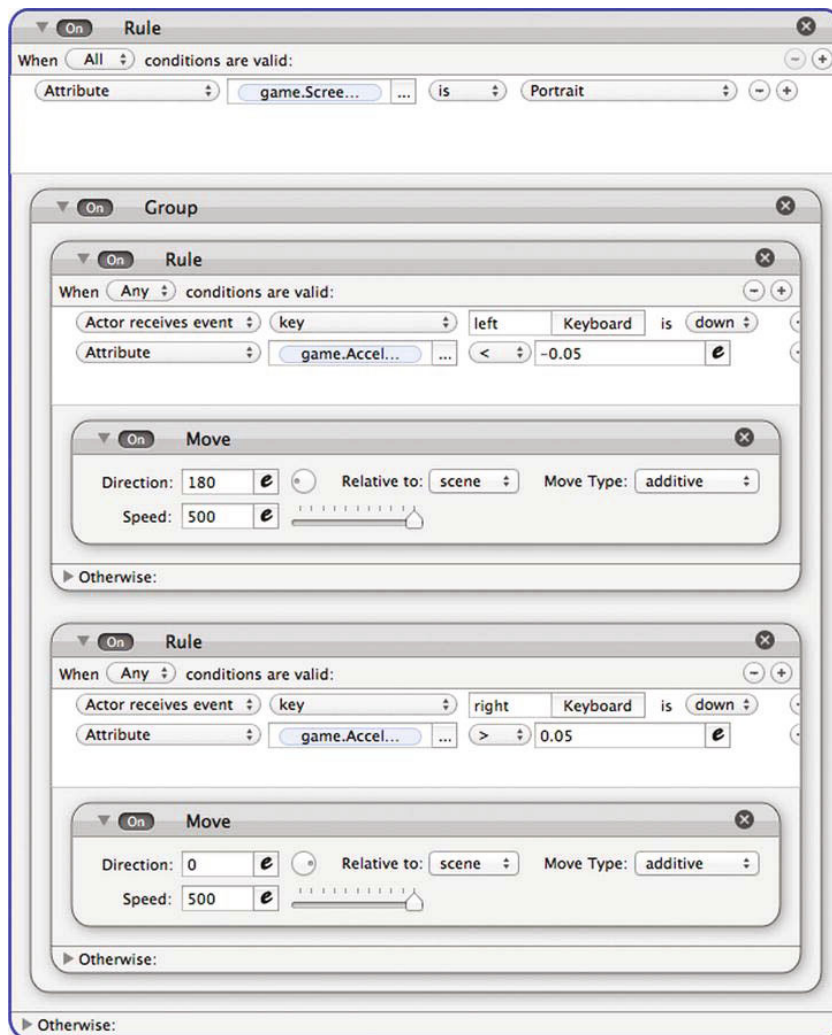 On Rule
When All conditions are valid:
Attribute game.Scree... ... is Portrait
On Group
On Rule
When Any conditions are valid:
Actor receives event key left Keyboard is down
Attribute game.Accel... ... < -0.05 e
On Move
Direction: 180 e Relative to: scene Move Type: additive
Speed: 500 e
Otherwise:
On Rule
When Any conditions are valid:
Actor receives event key right Keyboard is down
Attribute game.Accel... ... > 0.05 e
On Move
Direction: 0 e Relative to: scene Move Type: additive
Speed: 500 e
Otherwise:
Otherwise: